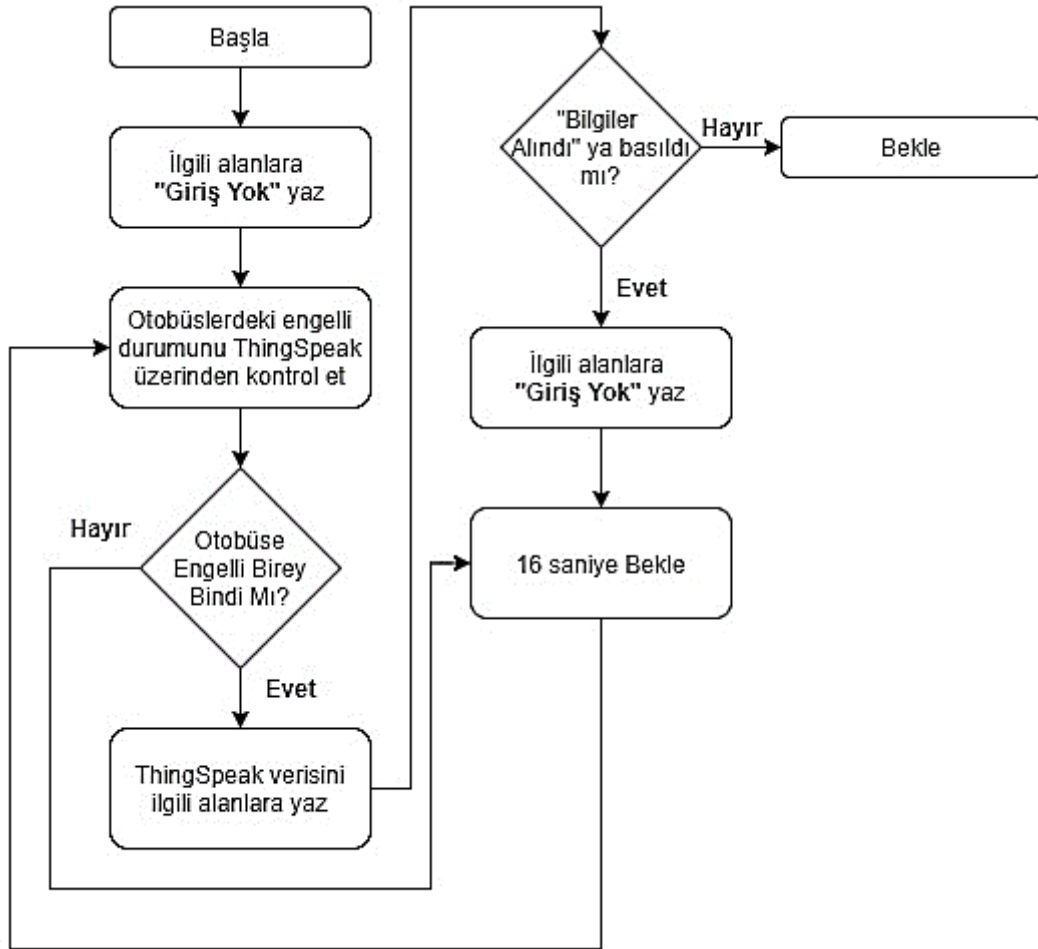 Başla
İlgili alanlara
"Giriş Yok" yaz
Otobüslerdeki engelli
durumunu ThingSpeak
üzerinden kontrol et
Hayır
Otobüse
Engelli Birey
Bindi Mı?
Evet
ThingSpeak verisini
ilgili alanlara yaz
"Bilgiler
Alındı" ya basıldı
mı?
Hayır
Bekle
Evet
İlgili alanlara
"Giriş Yok" yaz
16 saniye Bekle